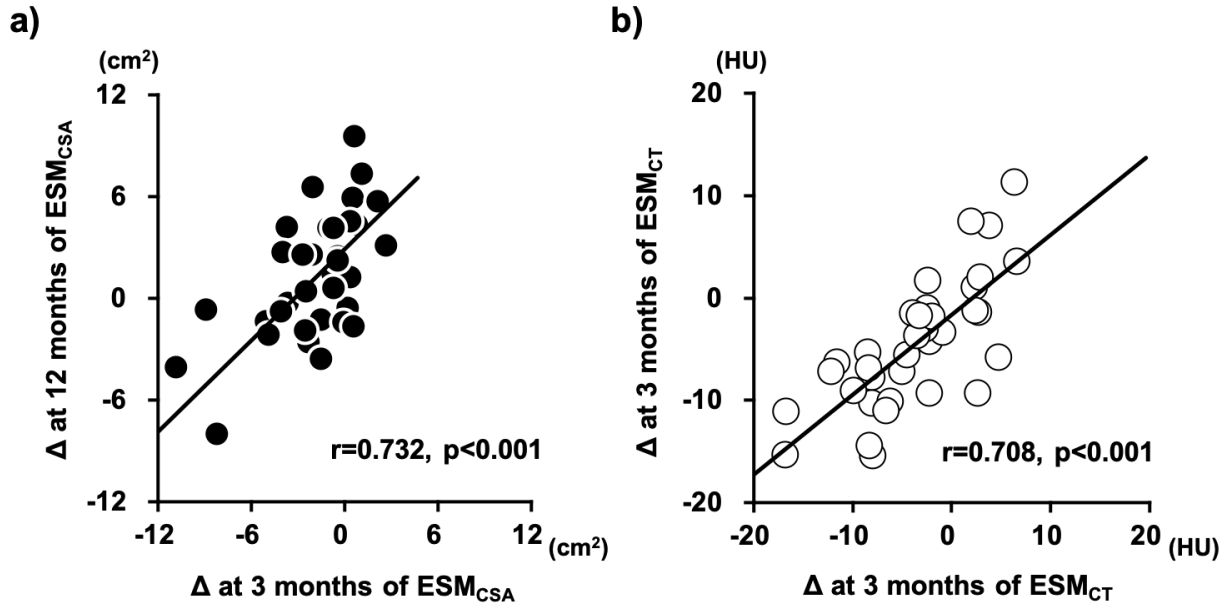 a)
(cm²)
12
6
0
-6
-12
Δ at 12 months of ESM_CSA
r=0.732, p<0.001
-12 -6 0 6 12 (cm²)
Δ at 3 months of ESM_CSA
b)
(HU)
20
10
0
-10
-20
Δ at 3 months of ESM_CT
r=0.708, p<0.001
-20 -10 0 10 20 (HU)
Δ at 3 months of ESM_CT